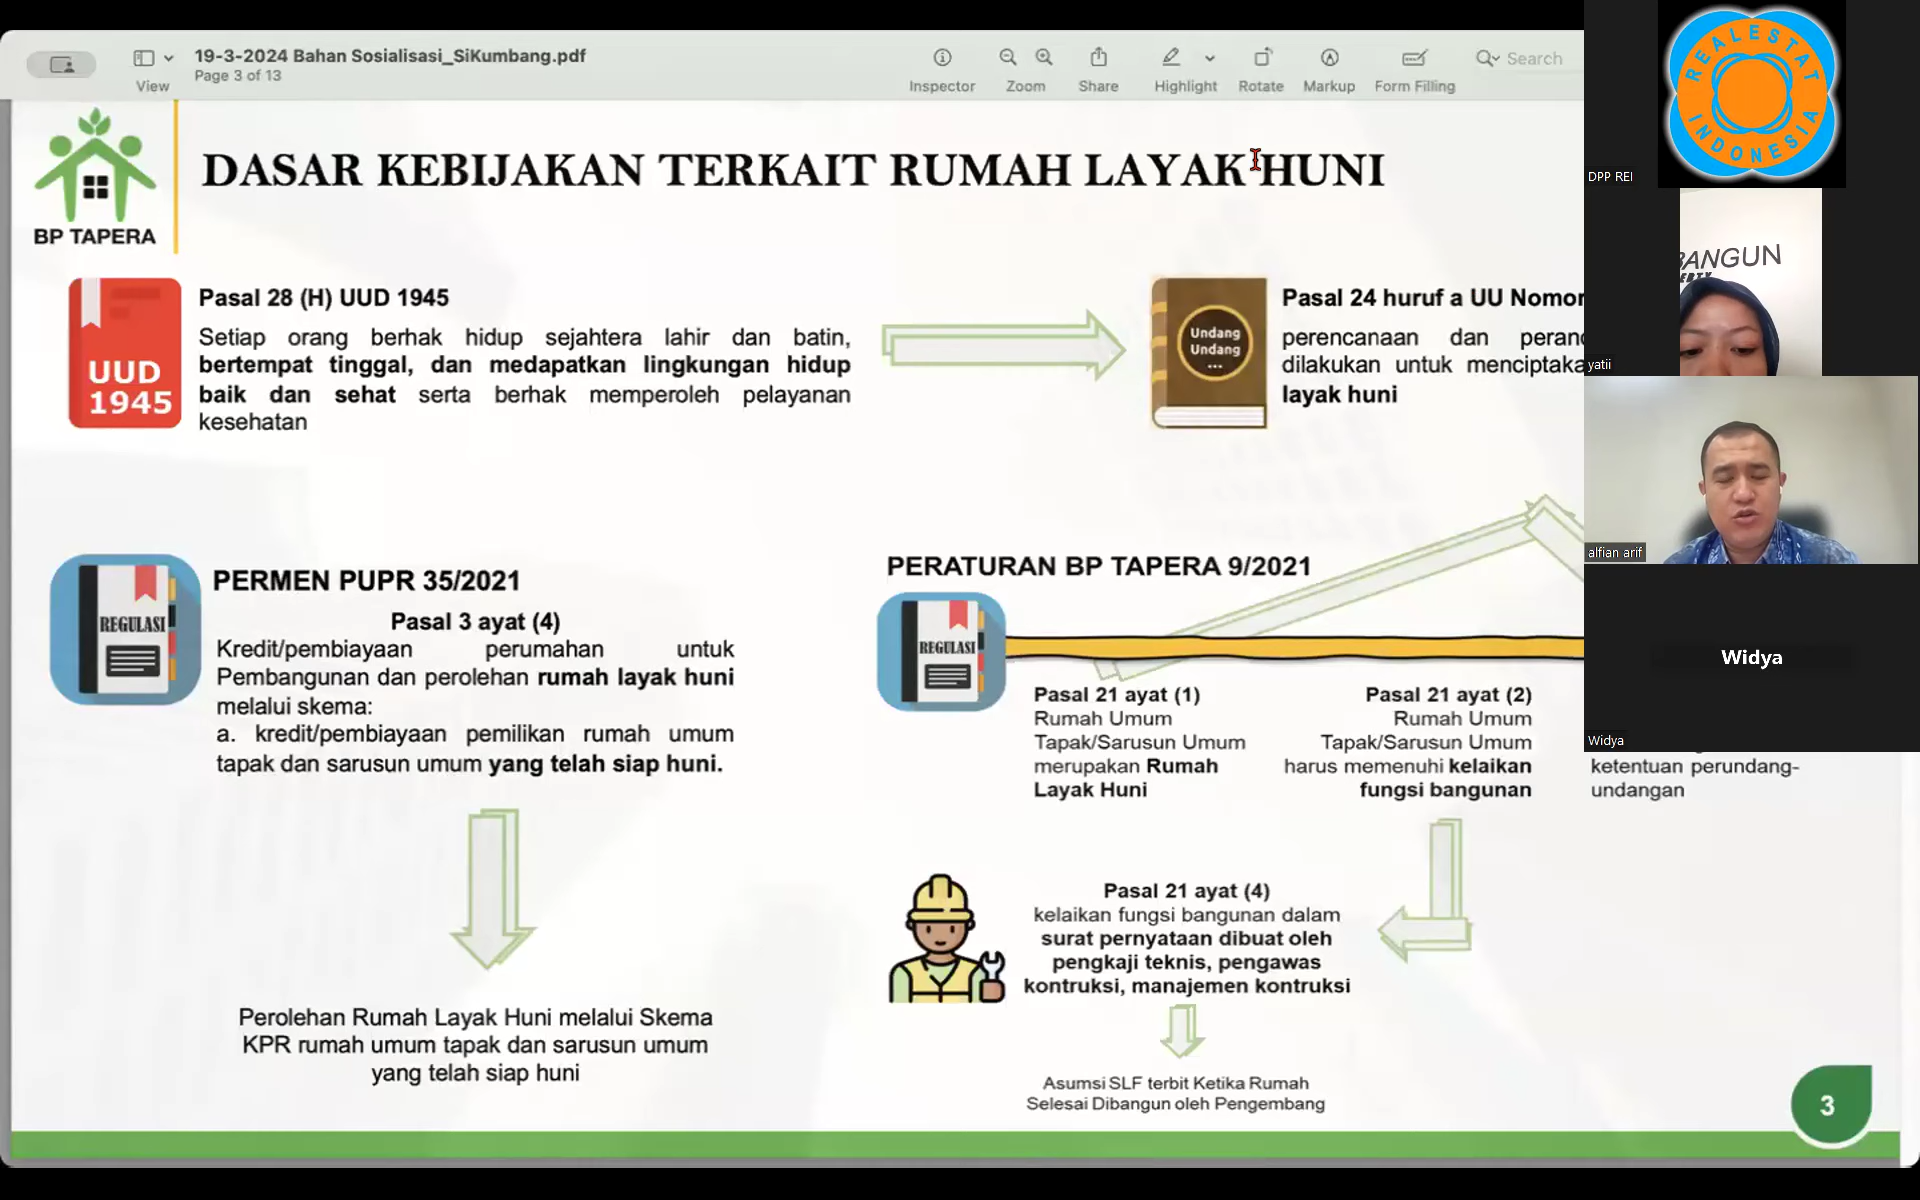 19-3-2024 Bahan Sosialisasi_SiKumbang.pdf
Page 3 of 13
View
Inspector
Zoom
Share
Highlight
Rotate
Markup
Form Filling
Search
BP TAPERA
DASAR KEBIJAKAN TERKAIT RUMAH LAYAK HUNI
UUD
1945
Pasal 28 (H) UUD 1945
Setiap orang berhak hidup sejahtera lahir dan batin,
bertempat tinggal, dan medapatkan lingkungan hidup
baik dan sehat serta berhak memperoleh pelayanan
kesehatan
Undang
Undang
...
Pasal 24 huruf a UU Nomor
perencanaan dan peranc
dilakukan untuk menciptaka
layak huni
REGULASI
PERMEN PUPR 35/2021
Pasal 3 ayat (4)
Kredit/pembiayaan perumahan untuk
Pembangunan dan perolehan rumah layak huni
melalui skema:
a. kredit/pembiayaan pemilikan rumah umum
tapak dan sarusun umum yang telah siap huni.
Perolehan Rumah Layak Huni melalui Skema
KPR rumah umum tapak dan sarusun umum
yang telah siap huni
PERATURAN BP TAPERA 9/2021
REGULASI
Pasal 21 ayat (1)
Rumah Umum
Tapak/Sarusun Umum
merupakan Rumah
Layak Huni
Pasal 21 ayat (2)
Rumah Umum
Tapak/Sarusun Umum
harus memenuhi kelaikan
fungsi bangunan
ketentuan perundang-
undangan
Pasal 21 ayat (4)
kelaikan fungsi bangunan dalam
surat pernyataan dibuat oleh
pengkaji teknis, pengawas
kontruksi, manajemen kontruksi
Asumsi SLF terbit Ketika Rumah
Selesai Dibangun oleh Pengembang
3
REALESTAT
INDONESIA
DPP REI
BANGUN
yatii
alfian arif
Widya
Widya